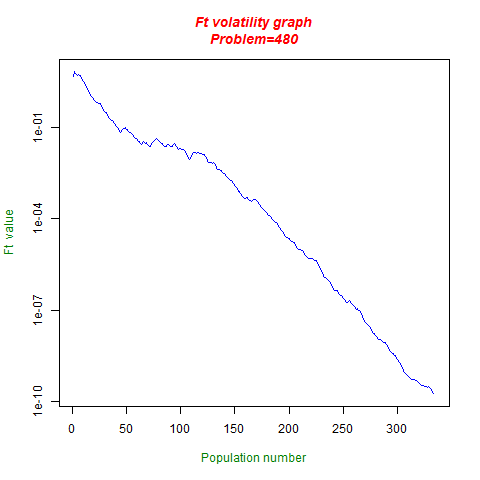 Ft volatility graph
Problem=480
Ft value
1e-01
1e-04
1e-07
1e-10
0 50 100 150 200 250 300
Population number